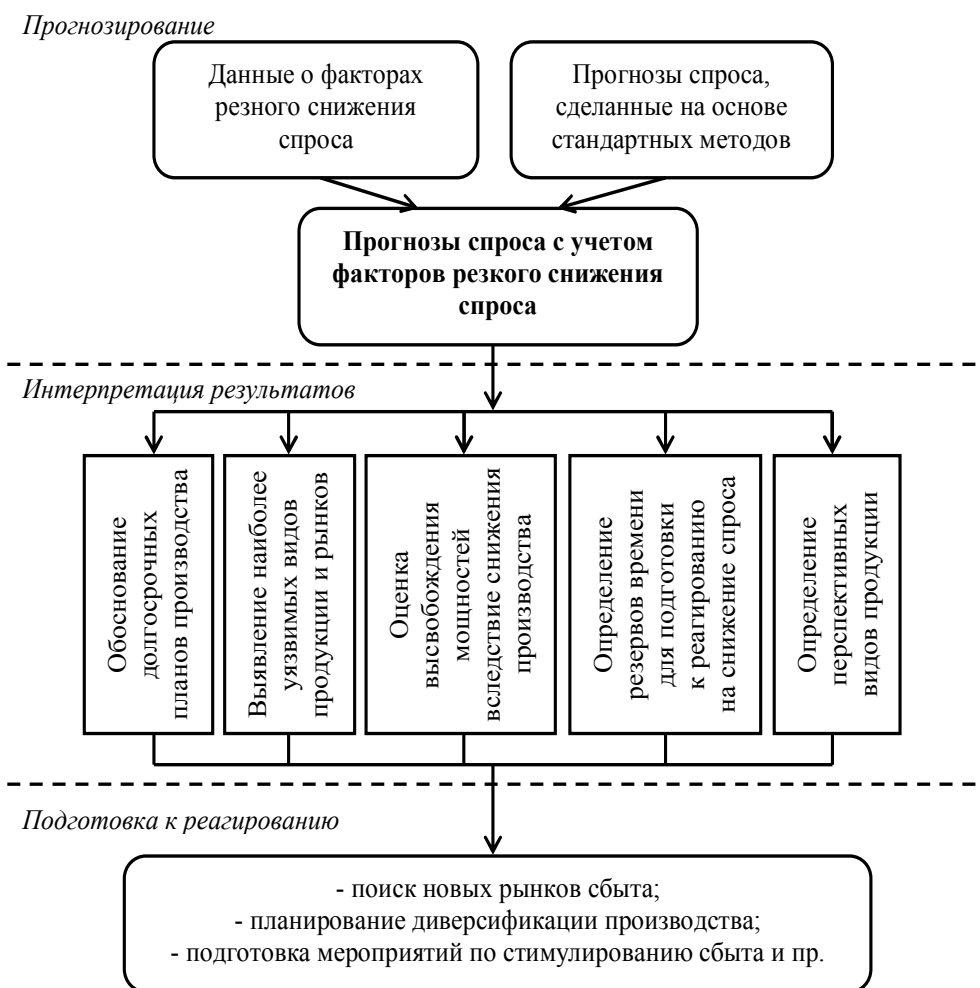 Прогнозирование
Данные о факторах
резного снижения
спроса
Прогнозы спроса,
сделанные на основе
стандартных методов
Прогнозы спроса с учетом
факторов резкого снижения
спроса
Интерпретация результатов
Обоснование
долгосрочных
планов производства
Выявление наиболее
уязвимых видов
продукции и рынков
Оценка
высвобождения
мощностей
вследствие снижения
производства
Определение
резервов времени
для подготовки
к реагированию
на снижение спроса
Определение
перспективных
видов продукции
Подготовка к реагированию
- поиск новых рынков сбыта;
- планирование диверсификации производства;
- подготовка мероприятий по стимулированию сбыта и пр.